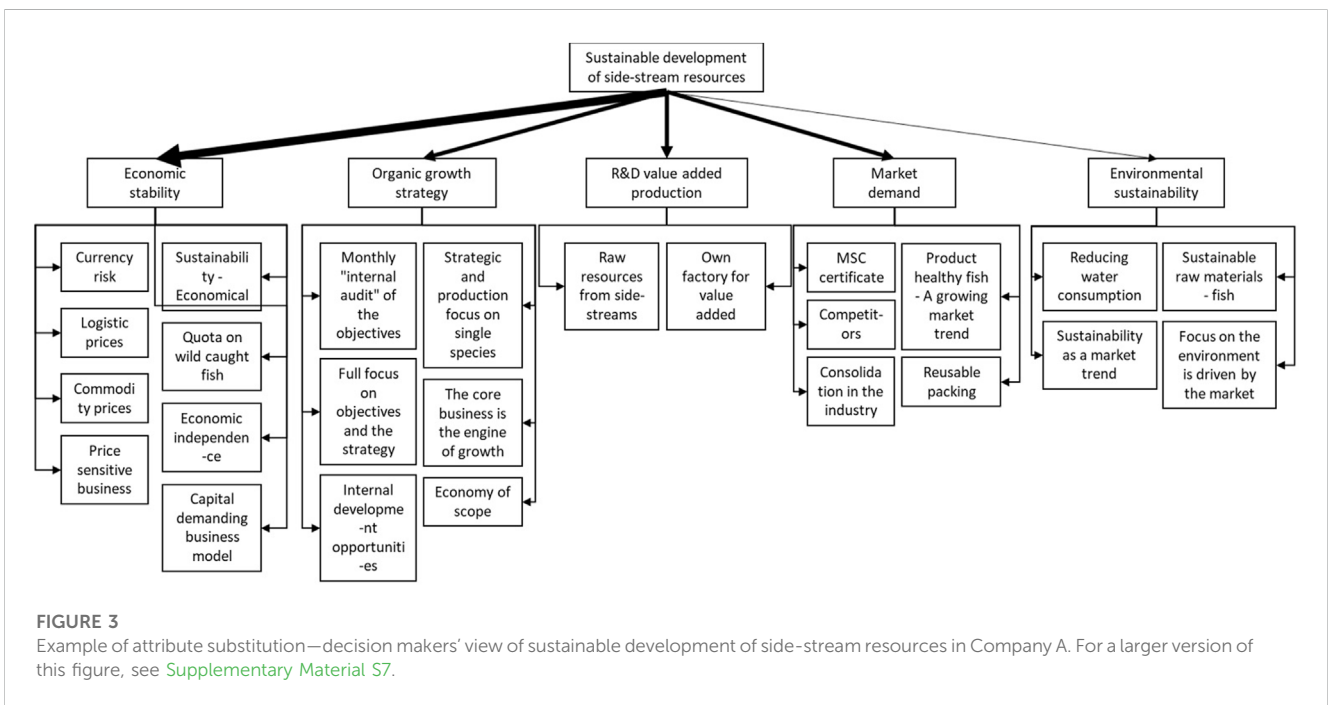 Sustainable development
of side-stream resources
Economic
stability
Organic growth
strategy
R&D value added
production
Market
demand
Environmental
sustainability
Currency
risk
Logistic
prices
Commodi
ty prices
Price
sensitive
business
Sustainabili
ty -
Economical
Quota on
wild caught
fish
Economic
independen
-ce
Capital
demanding
business
model
Monthly
"internal
audit" of
the
objectives
Full focus
on
objectives
and the
strategy
Internal
developme
-nt
opportuniti
-es
Strategic
and
production
focus on
single
species
The core
business is
the engine
of growth
Economy of
scope
Raw
resources
from side-
streams
Own
factory for
value
added
MSC
certificate
Competit-
ors
Consolida
tion in the
industry
Product
healthy fish
- A growing
market
trend
Reusable
packing
Reducing
water
consumption
Sustainability
as a market
trend
Sustainable
raw materials
- fish
Focus on the
environment
is driven by
the market
FIGURE 3
Example of attribute substitution—decision makers’ view of sustainable development of side-stream resources in Company A. For a larger version of
this figure, see Supplementary Material S7.